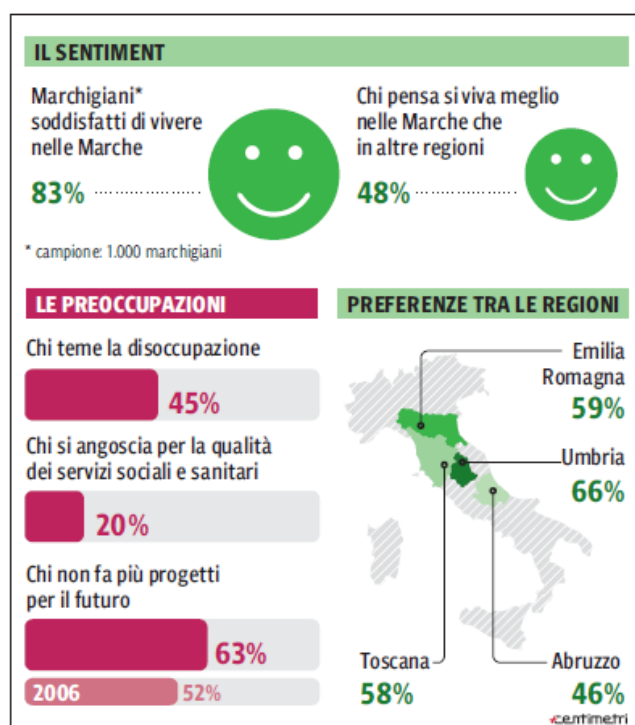 IL SENTIMENT
Marchigiani*
soddisfatti di vivere
nelle Marche
83%
Chi pensa si viva meglio
nelle Marche che
in altre regioni
48%
* campione: 1.000 marchigiani
LE PREOCCUPAZIONI
Chi teme la disoccupazione
45%
Chi si angoscia per la qualità
dei servizi sociali e sanitari
20%
Chi non fa più progetti
per il futuro
63%
2006 52%
PREFERENZE TRA LE REGIONI
Emilia
Romagna
59%
Umbria
66%
Toscana
58%
Abruzzo
46%
centimetri